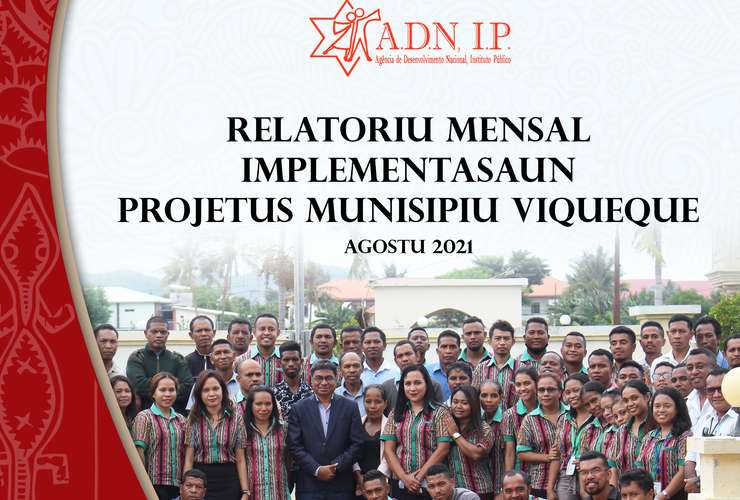 A.D.N, I.P.
Agência de Desenvolvimento Nacional, Instituto Público
RELATORIU MENSAL
IMPLEMENTASAUN
PROJETUS MUNISIPIU VIQUEQUE
AGOSTU 2021